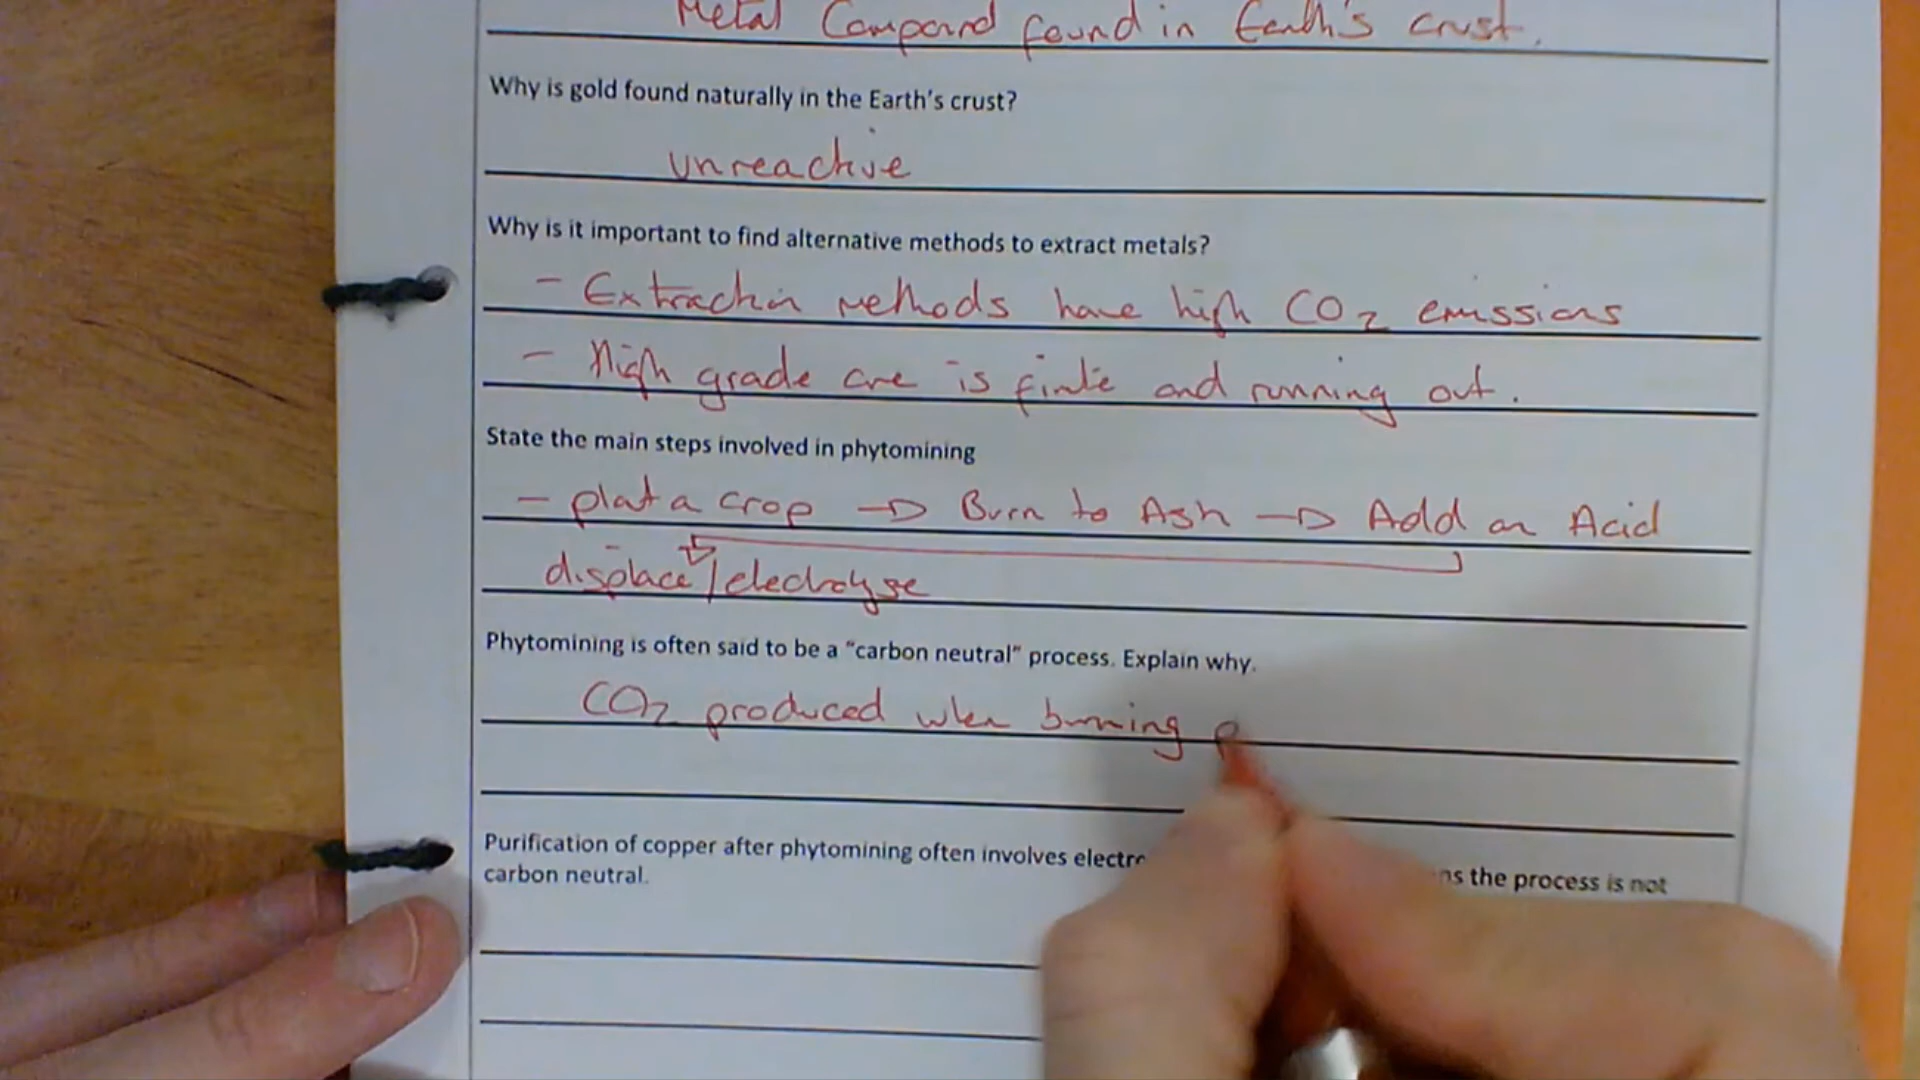 Metal Compound found in Earth's crust.
Why is gold found naturally in the Earth's crust?
unreactive
Why is it important to find alternative methods to extract metals?
- Extraction methods have high CO2 emissions
- High grade ore is finite and running out.
State the main steps involved in phytomining
- plant a crop → Burn to Ash → Add an Acid
displace/electrolyse
Phytomining is often said to be a "carbon neutral" process. Explain why.
CO2 produced when burning p
Purification of copper after phytomining often involves electro
ns the process is not
carbon neutral.